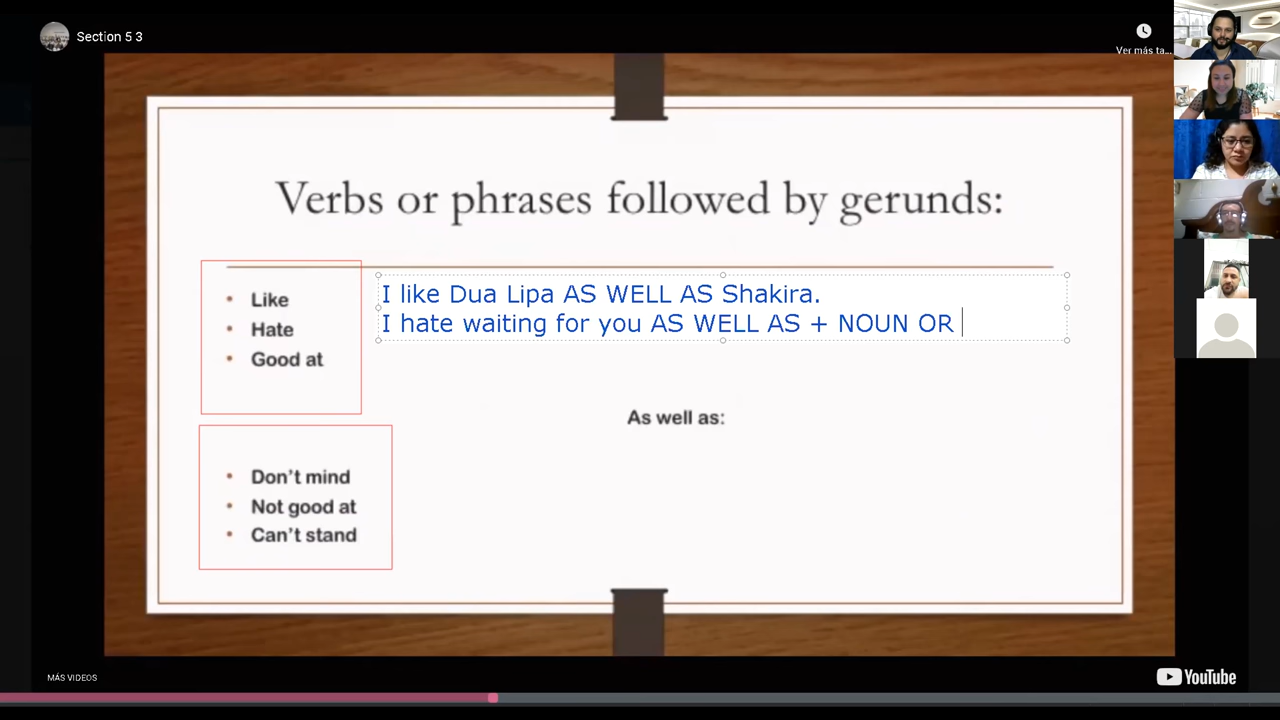 Section 5 3
Ver más ta...
Verbs or phrases followed by gerunds:
• Like
• Hate
• Good at
I like Dua Lipa AS WELL AS Shakira.
I hate waiting for you AS WELL AS + NOUN OR
As well as:
• Don't mind
• Not good at
• Can't stand
MÁS VIDEOS
YouTube